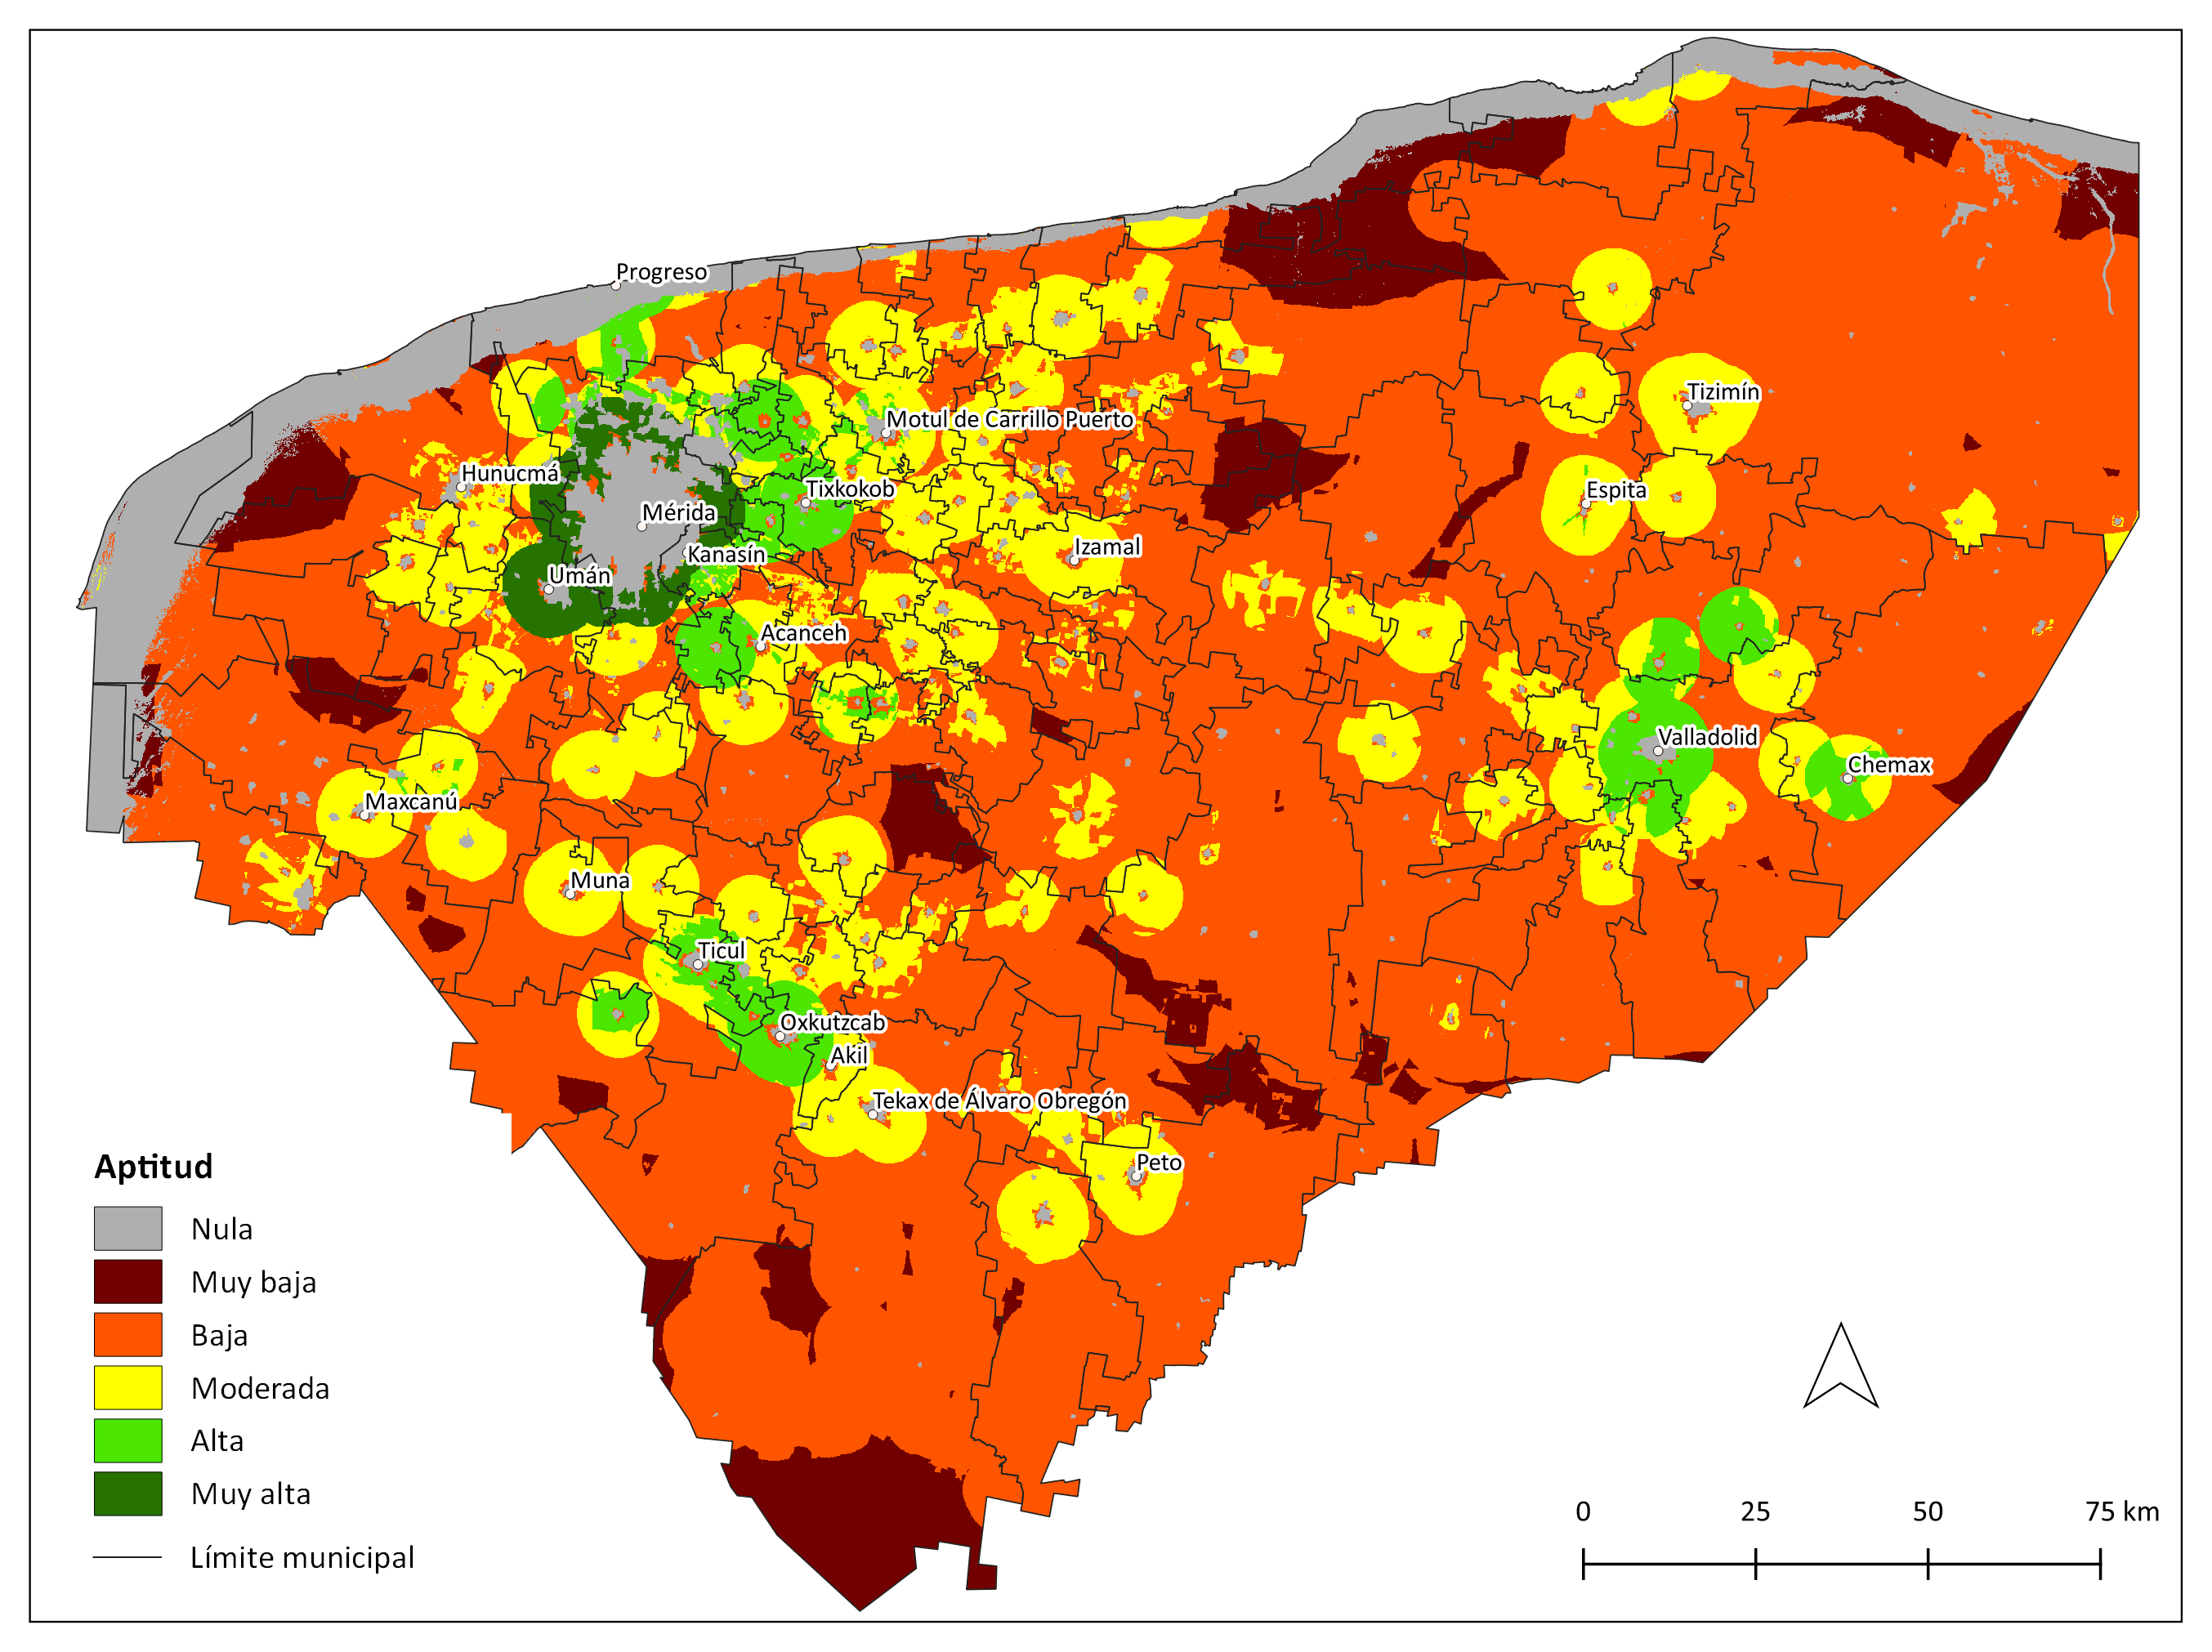 Progreso
Tizimín
Motul de Carrillo Puerto
Hunucmá
Tixkokob
Espita
Mérida
Izamal
Kanasín
Umán
Acanceh
Valladolid
Chemax
Maxcanú
Muna
Ticul
Oxkutzcab
Akil
Tekax de Álvaro Obregón
Peto
Aptitud
Nula
Muy baja
Baja
Moderada
Alta
Muy alta
Límite municipal
0 25 50 75 km